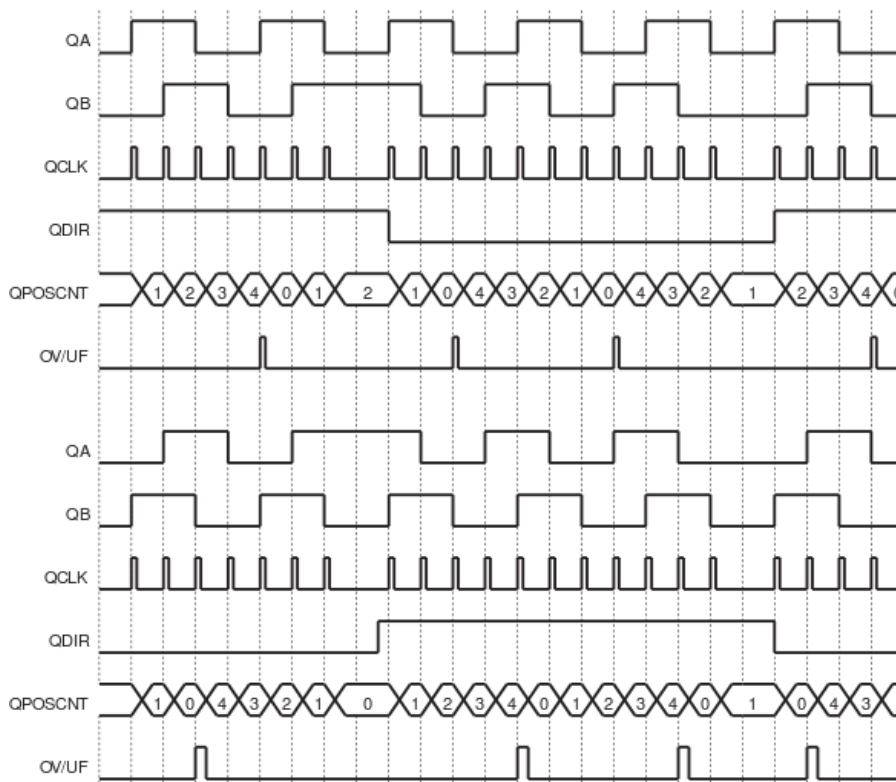 QA
QB
QCLK
QDIR
QPOSCNT 1 2 3 4 0 1 2 1 0 4 3 2 1 0 4 3 2 1 2 3 4
OV/UF
QA
QB
QCLK
QDIR
QPOSCNT 1 0 4 3 2 1 0 1 2 3 4 0 1 2 3 4 0 1 0 4 3
OV/UF